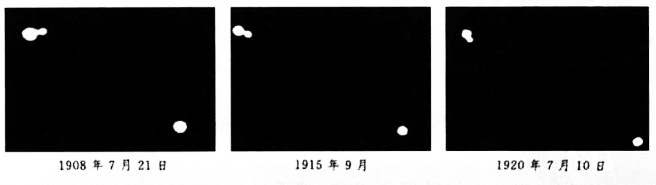 1908 年 7 月 21 日
1915 年 9 月
1920 年 7 月 10 日